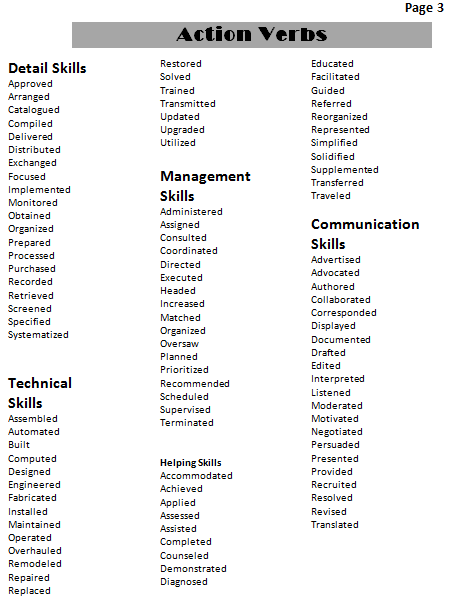 Page 3
Action Verbs
Detail Skills
Approved
Arranged
Catalogued
Compiled
Delivered
Distributed
Exchanged
Focused
Implemented
Monitored
Obtained
Organized
Prepared
Processed
Purchased
Recorded
Retrieved
Screened
Specified
Systematized
Technical
Skills
Assembled
Automated
Built
Computed
Designed
Engineered
Fabricated
Installed
Maintained
Operated
Overhauled
Remodeled
Repaired
Replaced
Restored
Solved
Trained
Transmitted
Updated
Upgraded
Utilized
Management
Skills
Administered
Assigned
Consulted
Coordinated
Directed
Executed
Headed
Increased
Matched
Organized
Oversaw
Planned
Prioritized
Recommended
Scheduled
Supervised
Terminated
Helping Skills
Accommodated
Achieved
Applied
Assessed
Assisted
Completed
Counseled
Demonstrated
Diagnosed
Educated
Facilitated
Guided
Referred
Reorganized
Represented
Simplified
Solidified
Supplemented
Transferred
Traveled
Communication
Skills
Advertised
Advocated
Authored
Collaborated
Corresponded
Displayed
Documented
Drafted
Edited
Interpreted
Listened
Moderated
Motivated
Negotiated
Persuaded
Presented
Provided
Recruited
Resolved
Revised
Translated